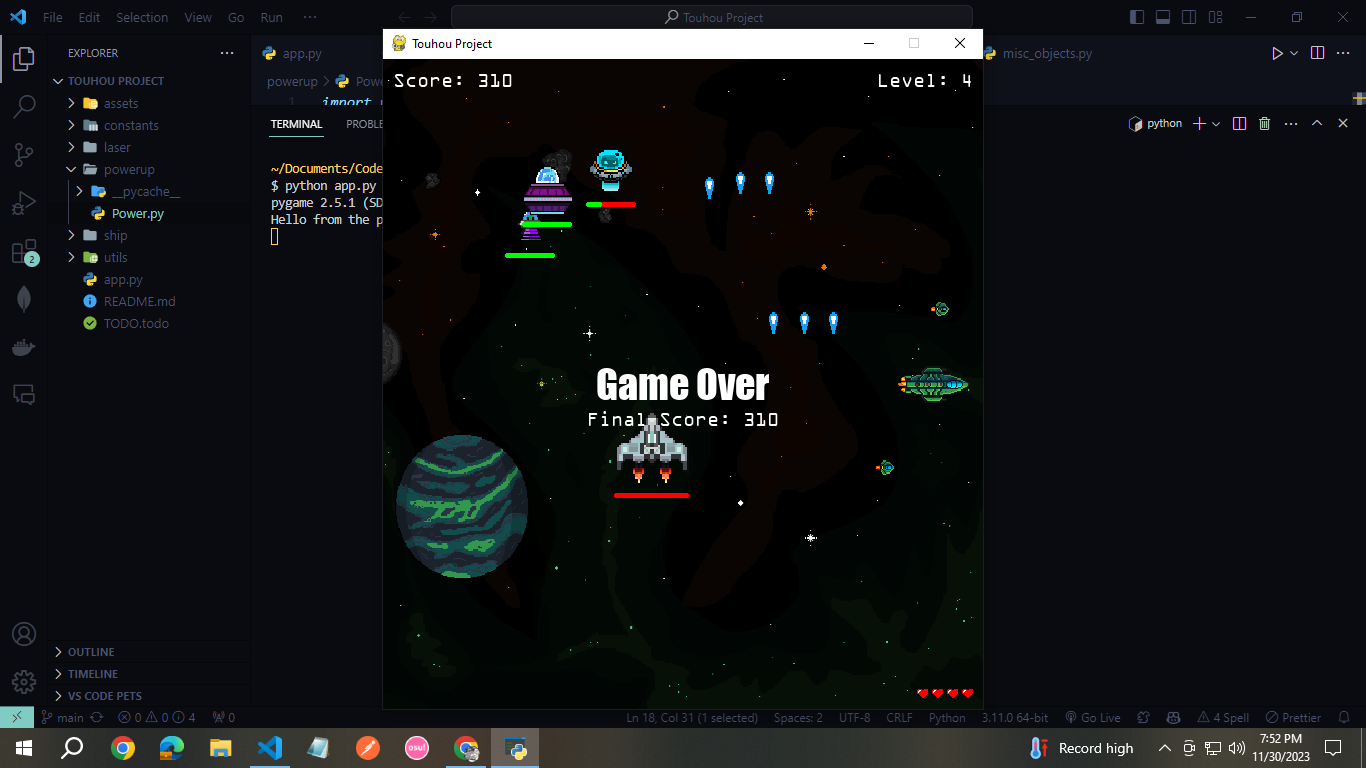 File Edit Selection View Go Run ···
Touhou Project
EXPLORER
TOUHOU PROJECT
assets
constants
laser
powerup
__pycache__
Power.py
ship
utils
app.py
README.md
TODO.todo
OUTLINE
TIMELINE
VS CODE PETS
app.py
misc_objects.py
powerup
import
TERMINAL
python
~/Documents/Code
$ python app.py
pygame 2.5.1 (SD
Hello from the p
Touhou Project
Score: 310
Level: 4
Game Over
Final Score: 310
2
main
0 0 4
0
Ln 18, Col 31 (1 selected) Spaces: 2 UTF-8 CRLF Python 3.11.0 64-bit Go Live 4 Spell Prettier
osu!
Record high
7:52 PM
11/30/2023